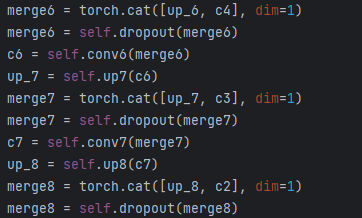 merge6 = torch.cat([up_6, c4], dim=1)
merge6 = self.dropout(merge6)
c6 = self.conv6(merge6)
up_7 = self.up7(c6)
merge7 = torch.cat([up_7, c3], dim=1)
merge7 = self.dropout(merge7)
c7 = self.conv7(merge7)
up_8 = self.up8(c7)
merge8 = torch.cat([up_8, c2], dim=1)
merge8 = self.dropout(merge8)